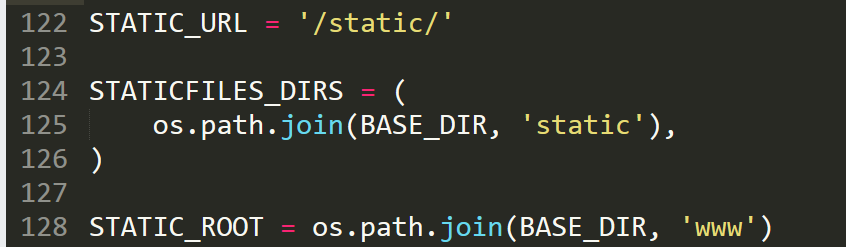 122 STATIC_URL = '/static/'
123
124 STATICFILES_DIRS = (
125     os.path.join(BASE_DIR, 'static'),
126 )
127
128 STATIC_ROOT = os.path.join(BASE_DIR, 'www')